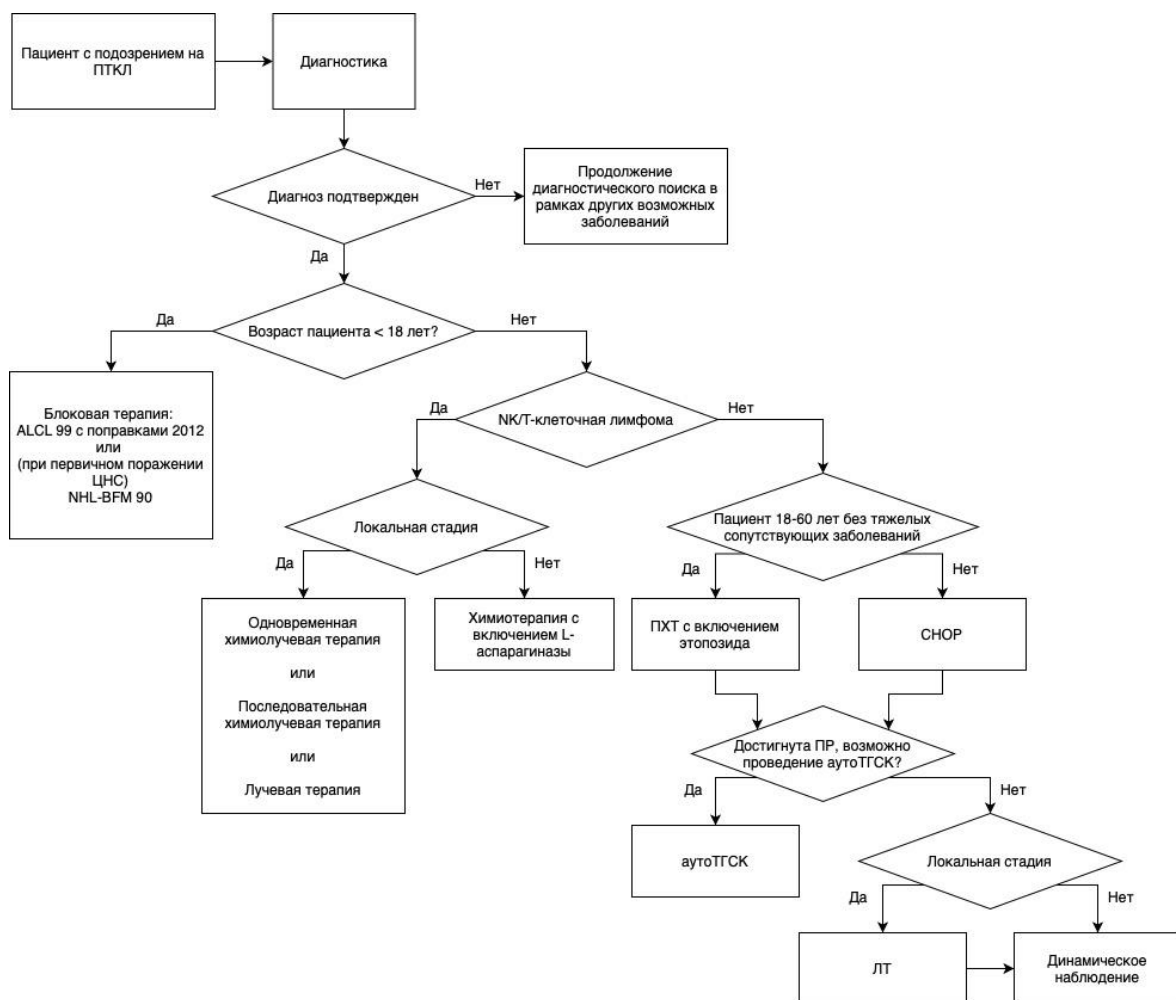 Пациент с подозрением на
ПТКЛ
Диагностика
Диагноз подтвержден
Нет
Продолжение
диагностического поиска в
рамках других возможных
заболеваний
Да
Возраст пациента < 18 лет?
Да
Нет
Блоковая терапия:
ALCL 99 с поправками 2012
или
(при первичном поражении
ЦНС)
NHL-BFM 90
NK/T-клеточная лимфома
Да
Нет
Локальная стадия
Да
Нет
Пациент 18-60 лет без тяжелых
сопутствующих заболеваний
Да
Нет
Одновременная
химиолучевая терапия
или
Последовательная
химиолучевая терапия
или
Лучевая терапия
Химиотерапия с
включением L-
аспарагиназы
ПХТ с включением
этопозида
CHOP
Достигнута ПР, возможно
проведение аутоТГСК?
Да
Нет
аутоТГСК
Локальная стадия
Да
Нет
ЛТ
Динамическое
наблюдение